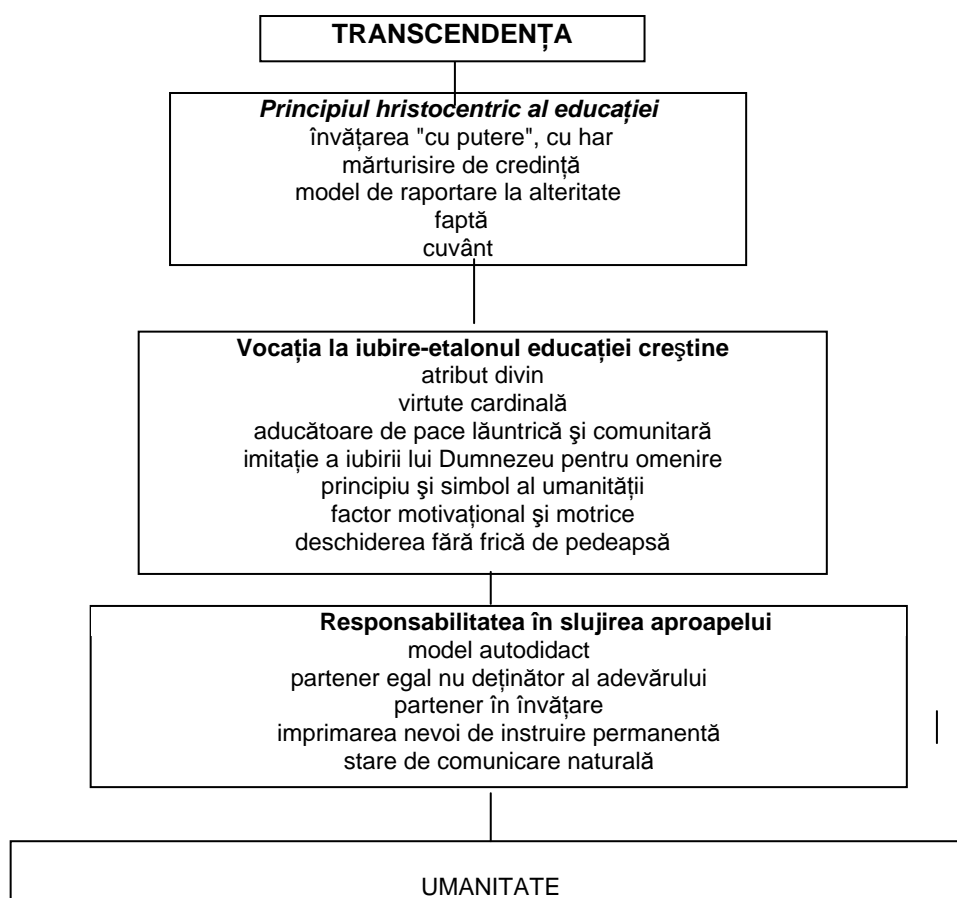 TRANSCENDENȚA
Principiul hristocentric al educației
învățarea "cu putere", cu har
mărturisire de credință
model de raportare la alteritate
faptă
cuvânt
Vocația la iubire-etalonul educației creştine
atribut divin
virtute cardinală
aducătoare de pace lăuntrică şi comunitară
imitație a iubirii lui Dumnezeu pentru omenire
principiu şi simbol al umanității
factor motivațional şi motrice
deschiderea fără frică de pedeapsă
Responsabilitatea în slujirea aproapelui
model autodidact
partener egal nu deținător al adevărului
partener în învățare
imprimarea nevoi de instruire permanentă
stare de comunicare naturală
UMANITATE